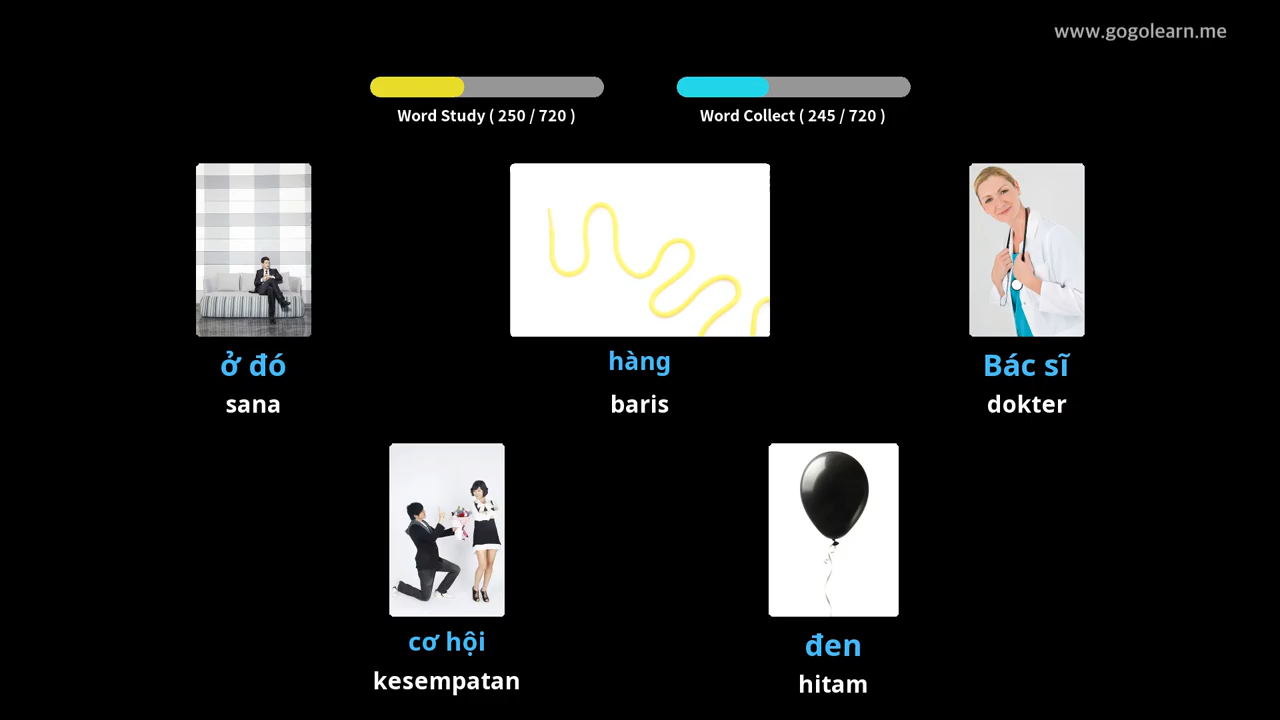 www.gogolearn.me
Word Study ( 250 / 720 )
Word Collect ( 245 / 720 )
ở đó
sana
hàng
baris
Bác sĩ
dokter
cơ hội
kesempatan
đen
hitam